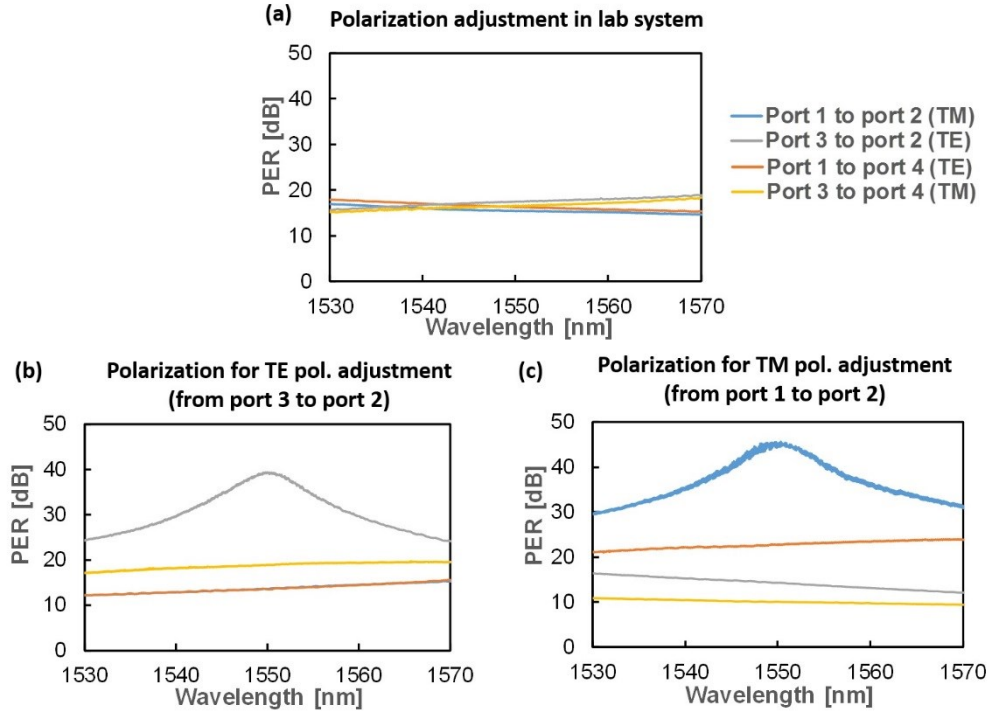 (a) Polarization adjustment in lab system
50
40
30
20
10
0
PER [dB]
1530 1540 1550 1560 1570
Wavelength [nm]
Port 1 to port 2 (TM)
Port 3 to port 2 (TE)
Port 1 to port 4 (TE)
Port 3 to port 4 (TM)
(b) Polarization for TE pol. adjustment
(from port 3 to port 2)
50
40
30
20
10
0
PER [dB]
1530 1540 1550 1560 1570
Wavelength [nm]
(c) Polarization for TM pol. adjustment
(from port 1 to port 2)
50
40
30
20
10
0
PER [dB]
1530 1540 1550 1560 1570
Wavelength [nm]